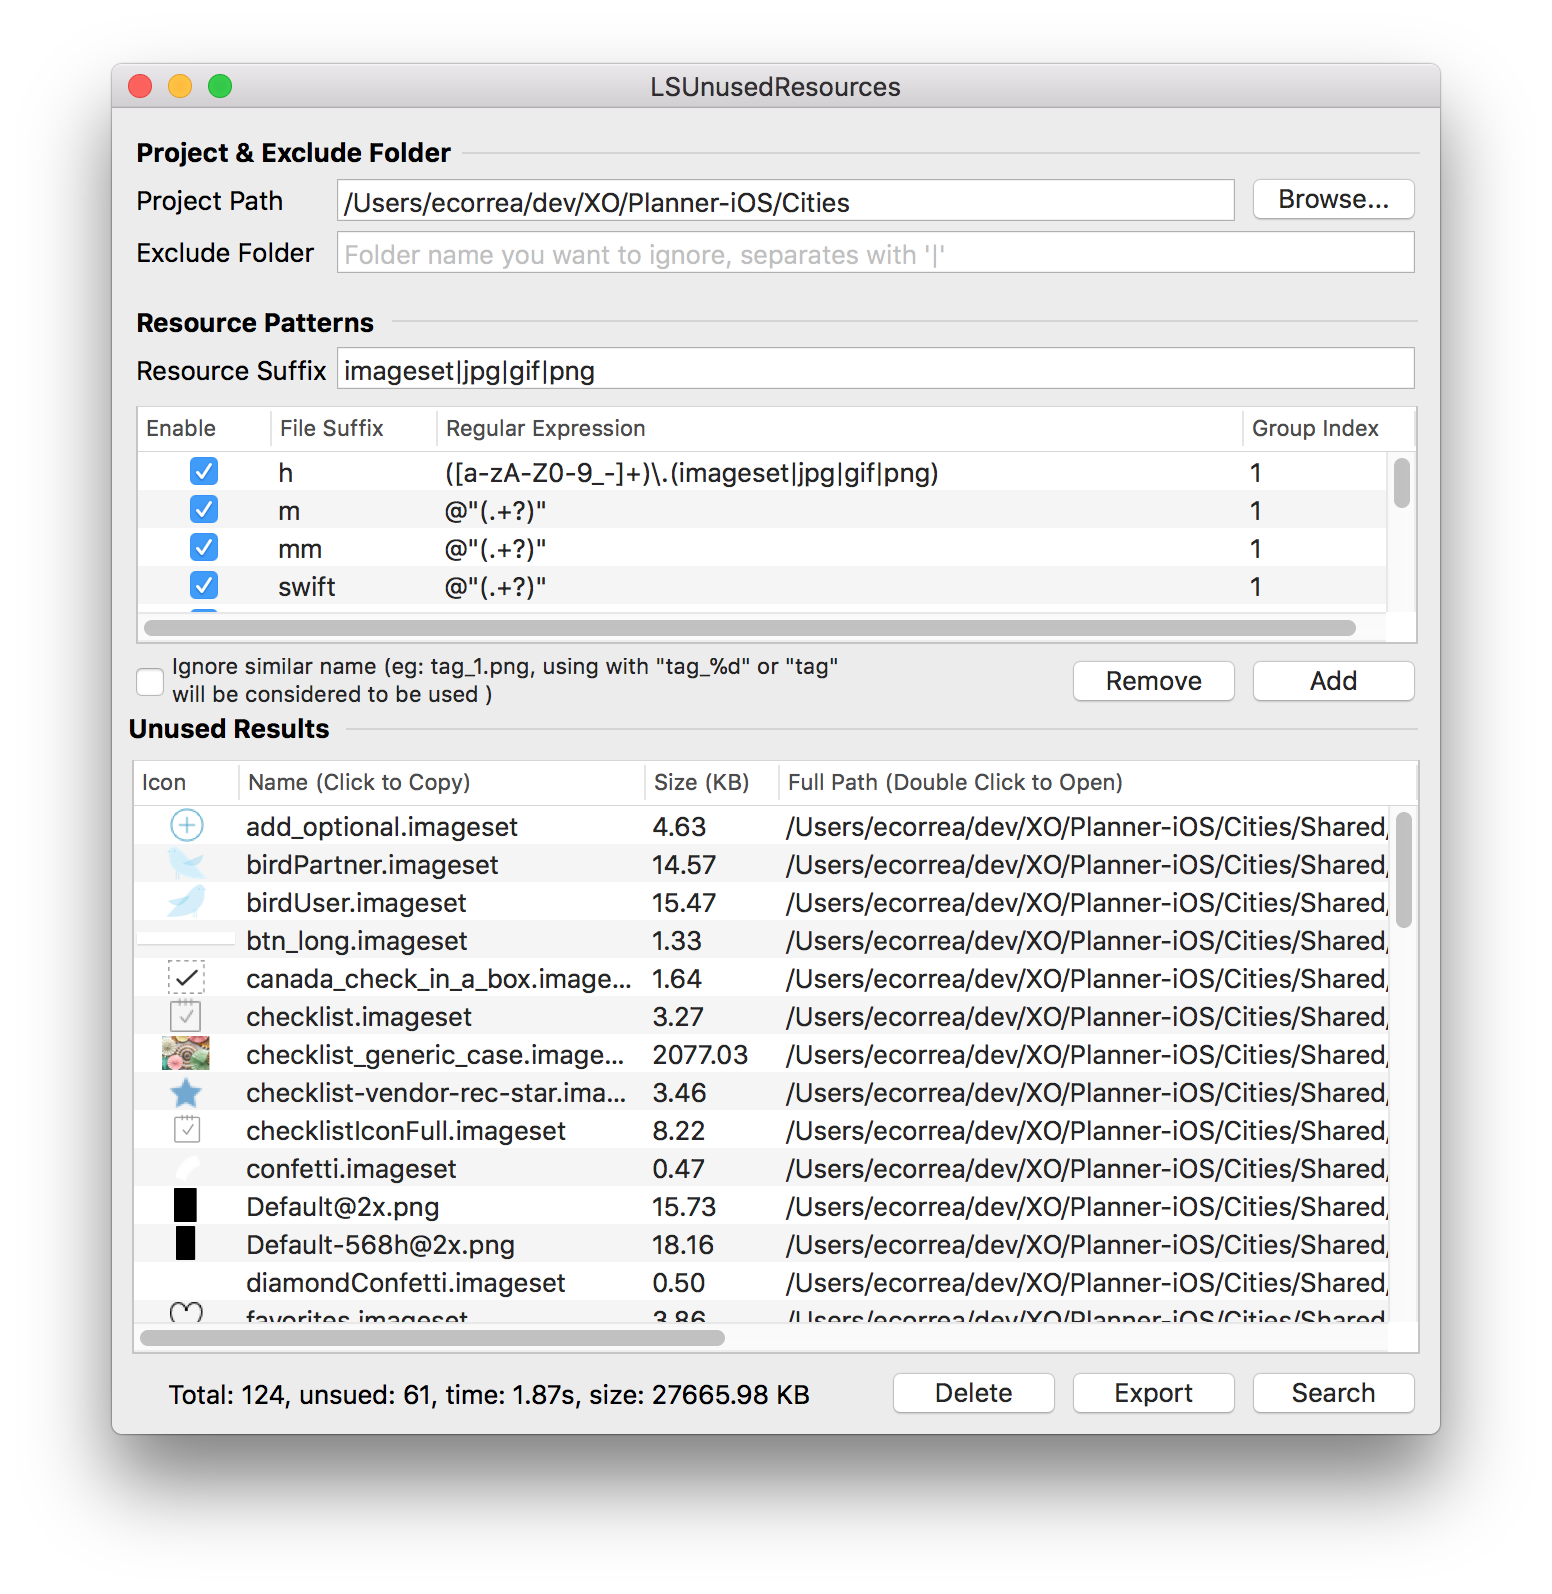 LSUnusedResources
Project & Exclude Folder
Project Path /Users/ecorrea/dev/XO/Planner-iOS/Cities Browse...
Exclude Folder Folder name you want to ignore, separates with '|'
Resource Patterns
Resource Suffix imageset|jpg|gif|png
Enable File Suffix Regular Expression Group Index
h ([a-zA-Z0-9_-]+)\.(imageset|jpg|gif|png) 1
m @"(.+?)" 1
mm @"(.+?)" 1
swift @"(.+?)" 1
Ignore similar name (eg: tag_1.png, using with "tag_%d" or "tag"
will be considered to be used )
Remove Add
Unused Results
Icon Name (Click to Copy) Size (KB) Full Path (Double Click to Open)
add_optional.imageset 4.63 /Users/ecorrea/dev/XO/Planner-iOS/Cities/Shared/
birdPartner.imageset 14.57 /Users/ecorrea/dev/XO/Planner-iOS/Cities/Shared/
birdUser.imageset 15.47 /Users/ecorrea/dev/XO/Planner-iOS/Cities/Shared/
btn_long.imageset 1.33 /Users/ecorrea/dev/XO/Planner-iOS/Cities/Shared/
canada_check_in_a_box.image... 1.64 /Users/ecorrea/dev/XO/Planner-iOS/Cities/Shared/
checklist.imageset 3.27 /Users/ecorrea/dev/XO/Planner-iOS/Cities/Shared/
checklist_generic_case.image... 2077.03 /Users/ecorrea/dev/XO/Planner-iOS/Cities/Shared/
checklist-vendor-rec-star.ima... 3.46 /Users/ecorrea/dev/XO/Planner-iOS/Cities/Shared/
checklistIconFull.imageset 8.22 /Users/ecorrea/dev/XO/Planner-iOS/Cities/Shared/
confetti.imageset 0.47 /Users/ecorrea/dev/XO/Planner-iOS/Cities/Shared/
Default@2x.png 15.73 /Users/ecorrea/dev/XO/Planner-iOS/Cities/Shared/
Default-568h@2x.png 18.16 /Users/ecorrea/dev/XO/Planner-iOS/Cities/Shared/
diamondConfetti.imageset 0.50 /Users/ecorrea/dev/XO/Planner-iOS/Cities/Shared/
favorites.imageset 3.86 /Users/ecorrea/dev/XO/Planner-iOS/Cities/Shared/
Total: 124, unsued: 61, time: 1.87s, size: 27665.98 KB Delete Export Search